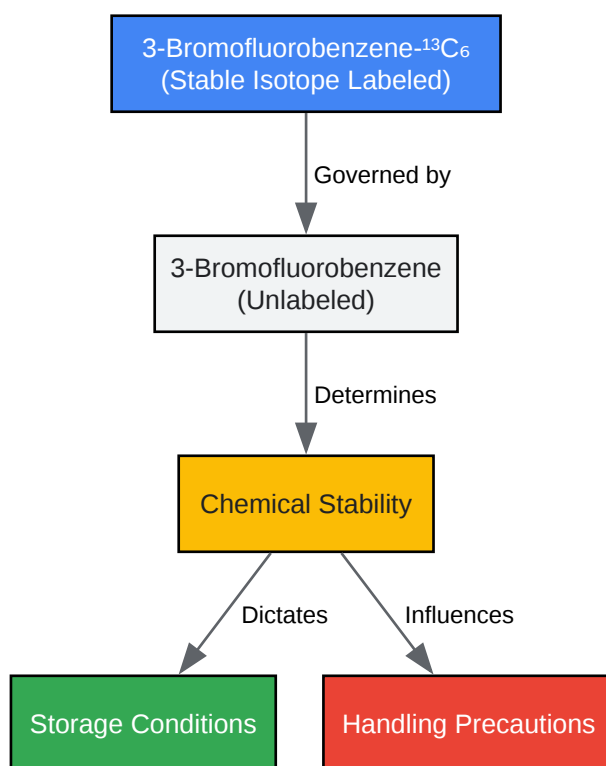 3-Bromofluorobenzene-¹³C₆
(Stable Isotope Labeled)
Governed by
3-Bromofluorobenzene
(Unlabeled)
Determines
Chemical Stability
Dictates
Influences
Storage Conditions
Handling Precautions